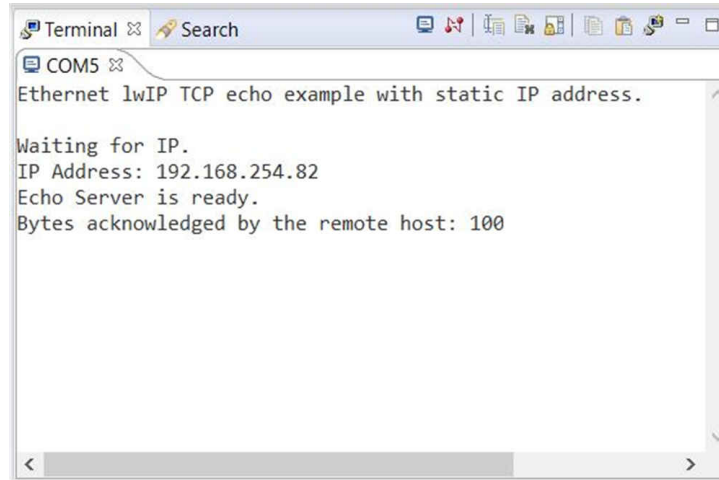 Terminal Search
COM5
Ethernet lwIP TCP echo example with static IP address.
Waiting for IP.
IP Address: 192.168.254.82
Echo Server is ready.
Bytes acknowledged by the remote host: 100